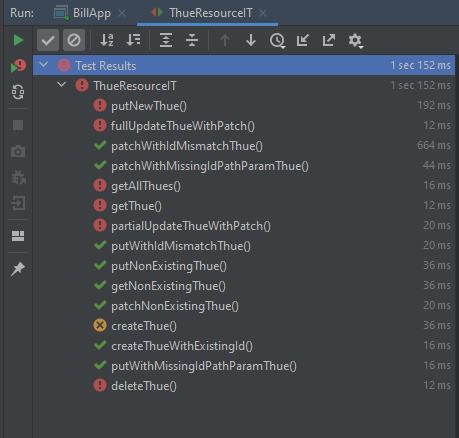 Run: BillApp × ThueResourceIT ×
Test Results 1 sec 152 ms
ThueResourceIT 1 sec 152 ms
putNewThue() 192 ms
fullUpdateThueWithPatch() 12 ms
patchWithIdMismatchThue() 664 ms
patchWithMissingIdPathParamThue() 44 ms
getAllThues() 16 ms
getThue() 12 ms
partialUpdateThueWithPatch() 20 ms
putWithIdMismatchThue() 20 ms
putNonExistingThue() 36 ms
getNonExistingThue() 36 ms
patchNonExistingThue() 20 ms
createThue() 36 ms
createThueWithExistingId() 16 ms
putWithMissingIdPathParamThue() 16 ms
deleteThue() 12 ms